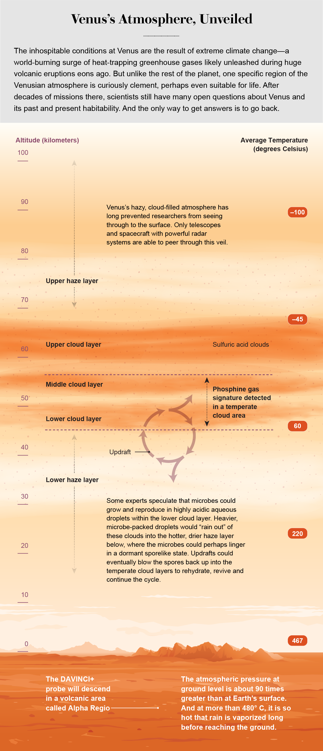 Venus's Atmosphere, Unveiled
The inhospitable conditions at Venus are the result of extreme climate change—a
world-burning surge of heat-trapping greenhouse gases likely unleashed during huge
volcanic eruptions eons ago. But unlike the rest of the planet, one specific region of the
Venusian atmosphere is curiously clement, perhaps even suitable for life. After
decades of missions there, scientists still have many open questions about Venus and
its past and present habitability. And the only way to get answers is to go back.
Altitude (kilometers)
Average Temperature
(degrees Celsius)
100
90
Venus's hazy, cloud-filled atmosphere has
long prevented researchers from seeing
through to the surface. Only telescopes
and spacecraft with powerful radar
systems are able to peer through this veil.
–100
80
Upper haze layer
70
–45
Upper cloud layer
Sulfuric acid clouds
60
Middle cloud layer
Phosphine gas
signature detected
in a temperate
cloud area
50
Lower cloud layer
60
40
Updraft
Lower haze layer
30
Some experts speculate that microbes could
grow and reproduce in highly acidic aqueous
droplets within the lower cloud layer. Heavier,
microbe-packed droplets would “rain out” of
these clouds into the hotter, drier haze layer
below, where the microbes could perhaps linger
in a dormant sporelike state. Updrafts could
eventually blow the spores back up into the
temperate cloud layers to rehydrate, revive and
continue the cycle.
220
20
10
0
467
The DAVINCI+
probe will descend
in a volcanic area
called Alpha Regio
The atmospheric pressure at
ground level is about 90 times
greater than at Earth's surface.
And at more than 480° C, it is so
hot that rain is vaporized long
before reaching the ground.